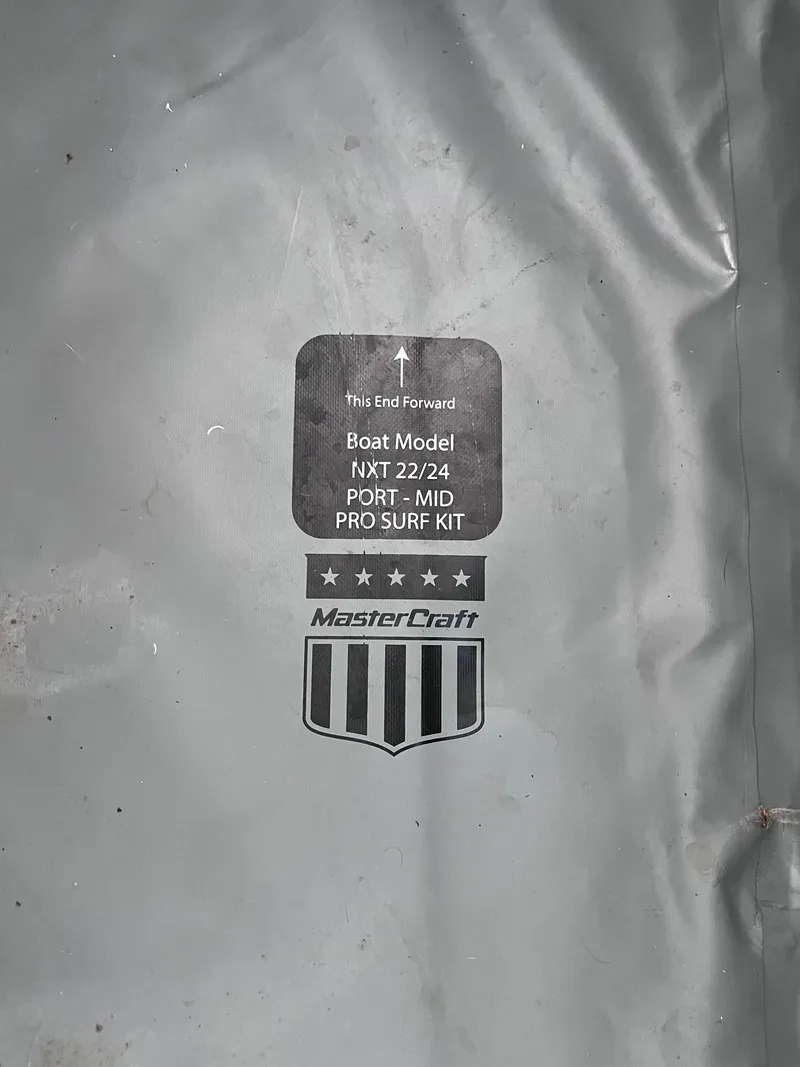 This End Forward
Boat Model
NXT 22/24
PORT - MID
PRO SURF KIT
MasterCraft